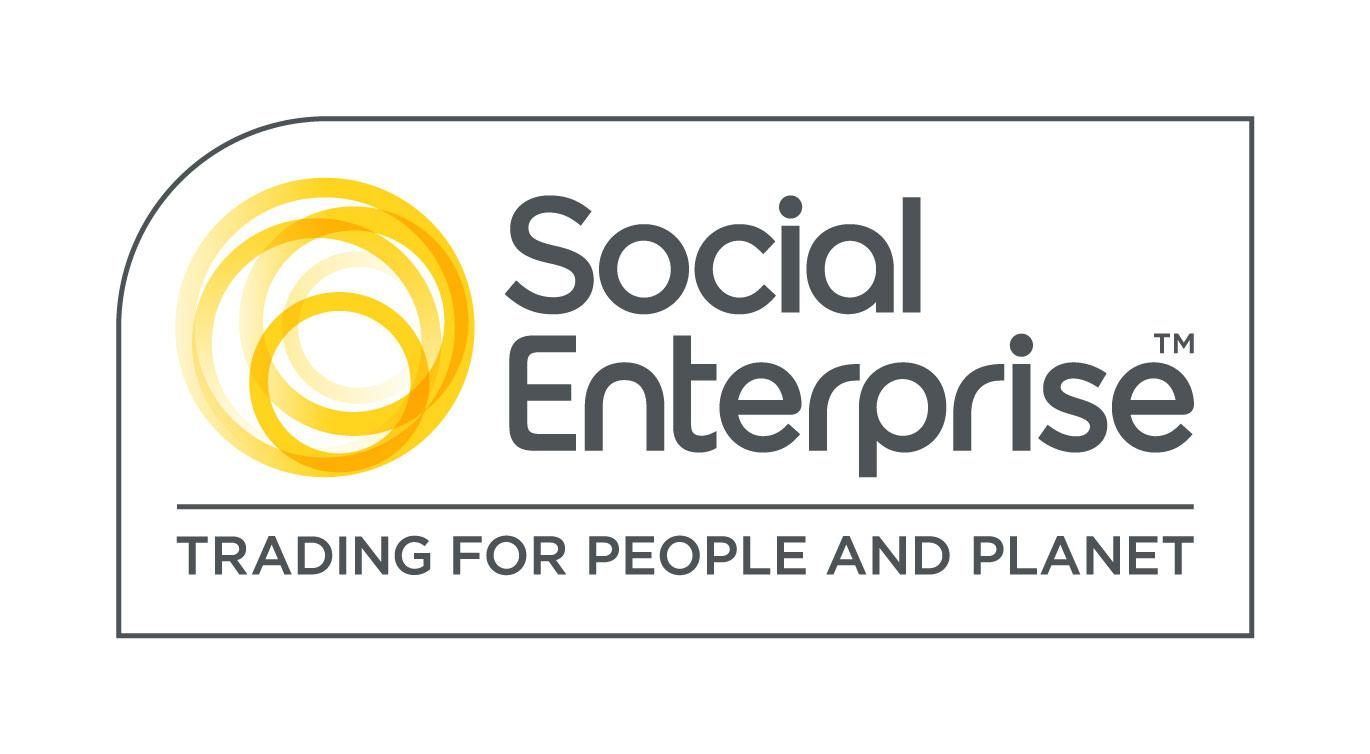 Social
Enterprise™
TRADING FOR PEOPLE AND PLANET